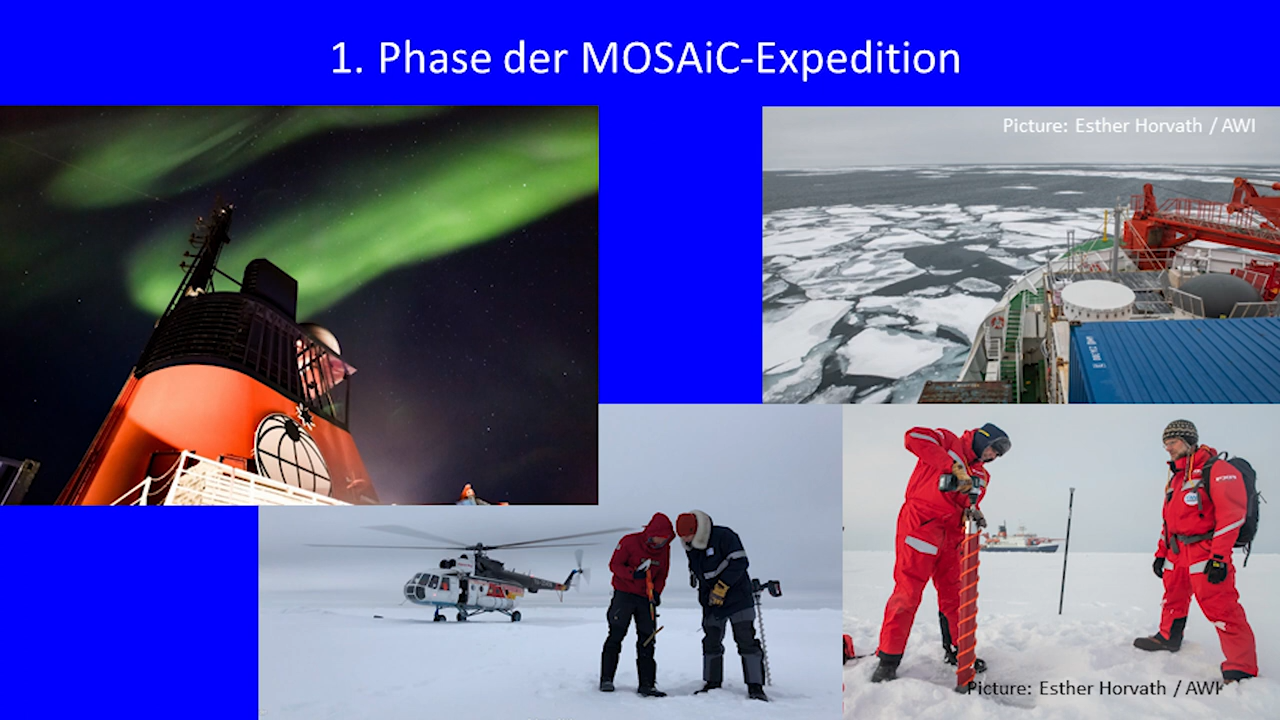 1. Phase der MOSAiC-Expedition
Picture: Esther Horvath / AWI
Picture: Esther Horvath / AWI